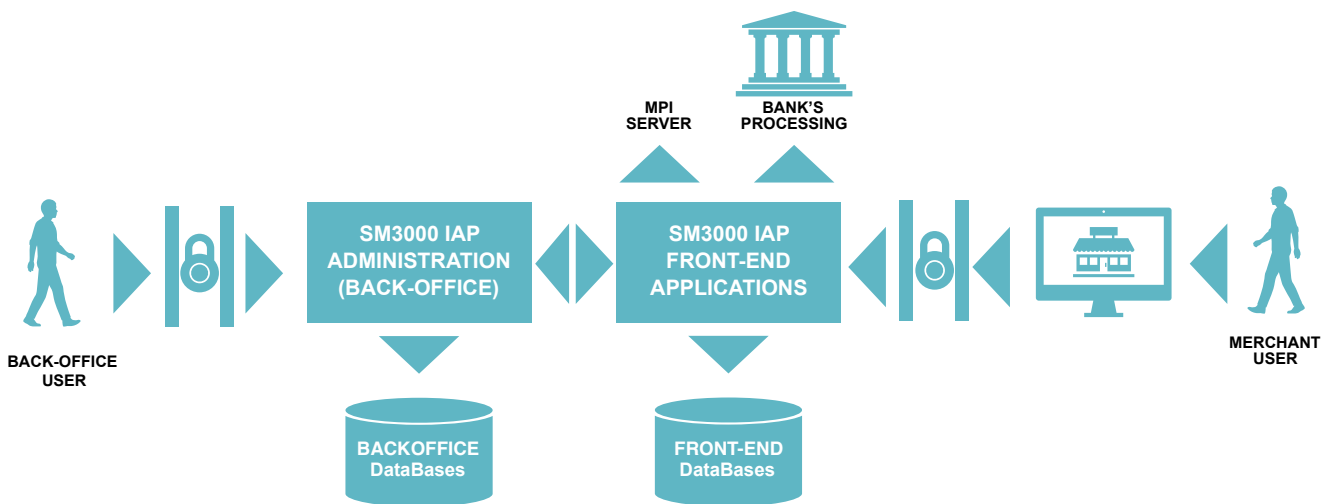 MPI
SERVER
BANK'S
PROCESSING
SM3000 IAP
ADMINISTRATION
(BACK-OFFICE)
SM3000 IAP
FRONT-END
APPLICATIONS
BACK-OFFICE
USER
MERCHANT
USER
BACKOFFICE
DataBases
FRONT-END
DataBases